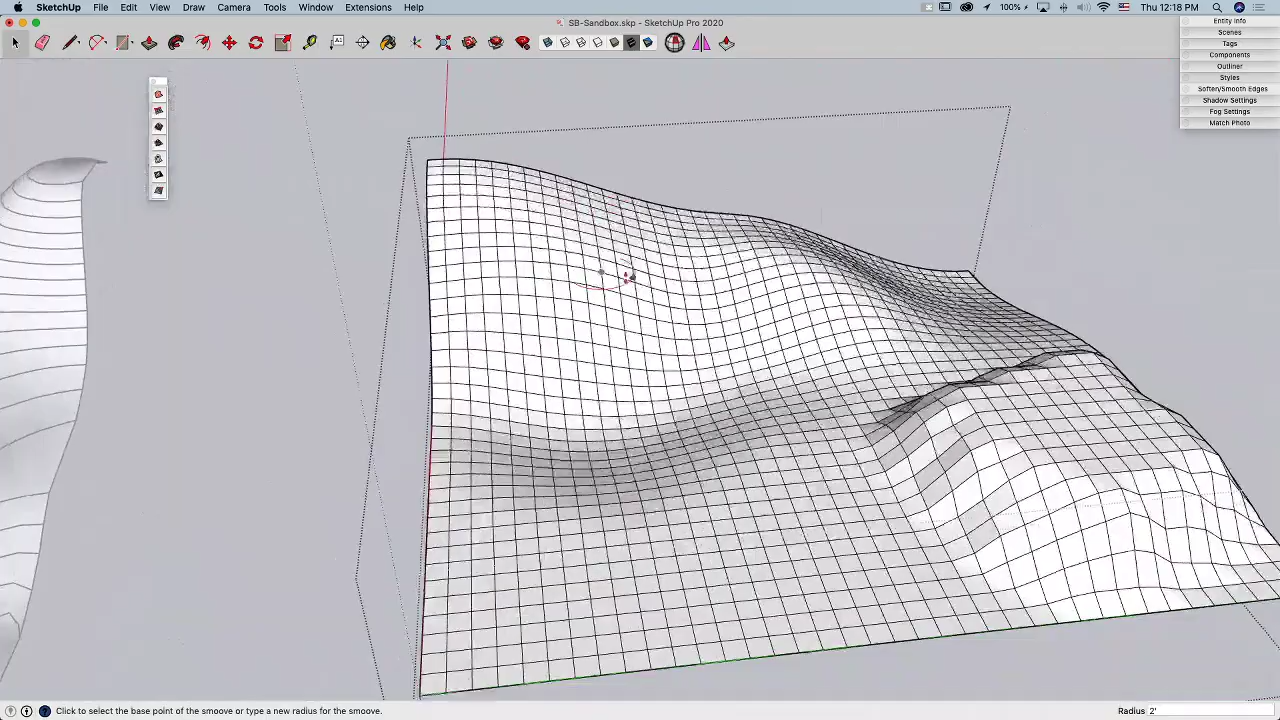 SketchUp File Edit View Draw Camera Tools Window Extensions Help 100% Thu 12:18 PM
SB-Sandbox.skp - SketchUp Pro 2020
Entity Info
Scenes
Tags
Components
Outliner
Styles
Soften/Smooth Edges
Shadow Settings
Fog Settings
Match Photo
Click to select the base point of the smoove or type a new radius for the smoove.
Radius 2'